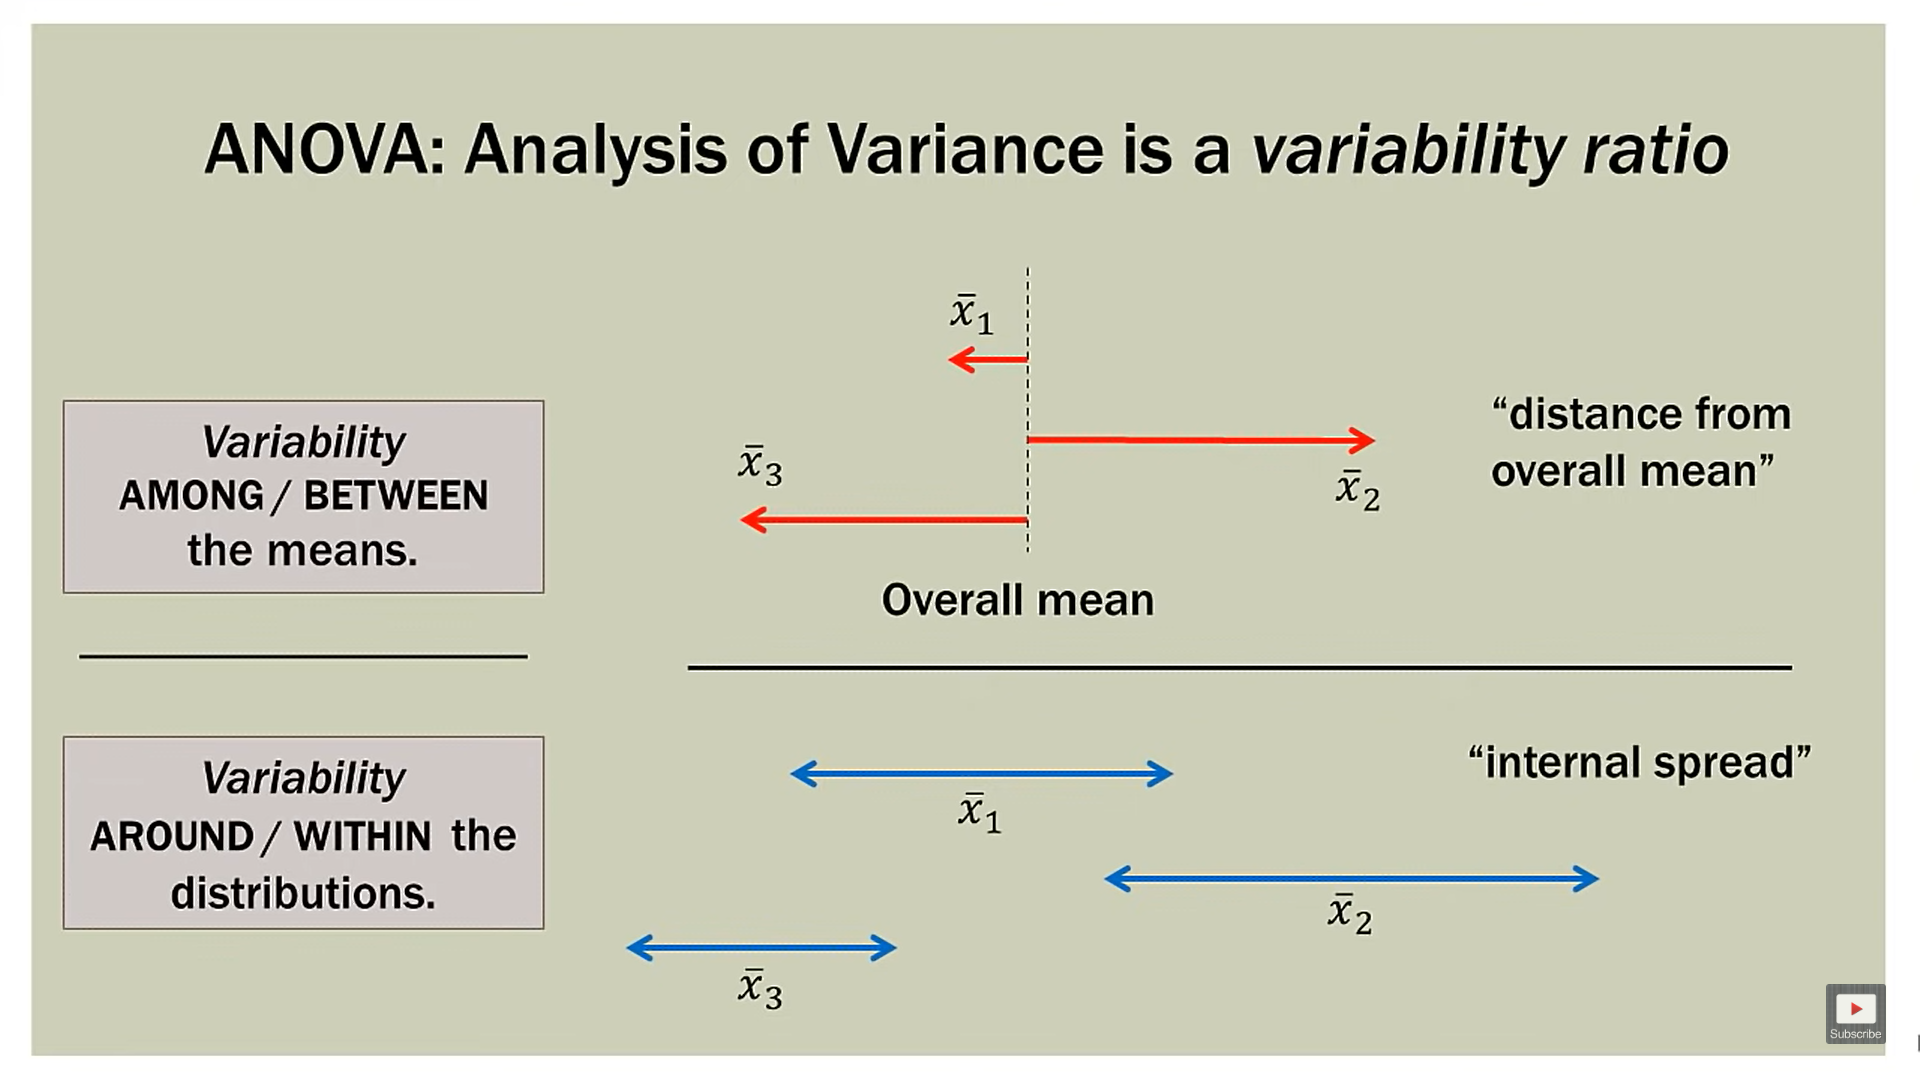 ANOVA: Analysis of Variance is a variability ratio
x̄₁
Variability
AMONG / BETWEEN
the means.
x̄₃
x̄₂
“distance from
overall mean”
Overall mean
Variability
AROUND / WITHIN the
distributions.
“internal spread”
x̄₁
x̄₂
x̄₃
Subscribe